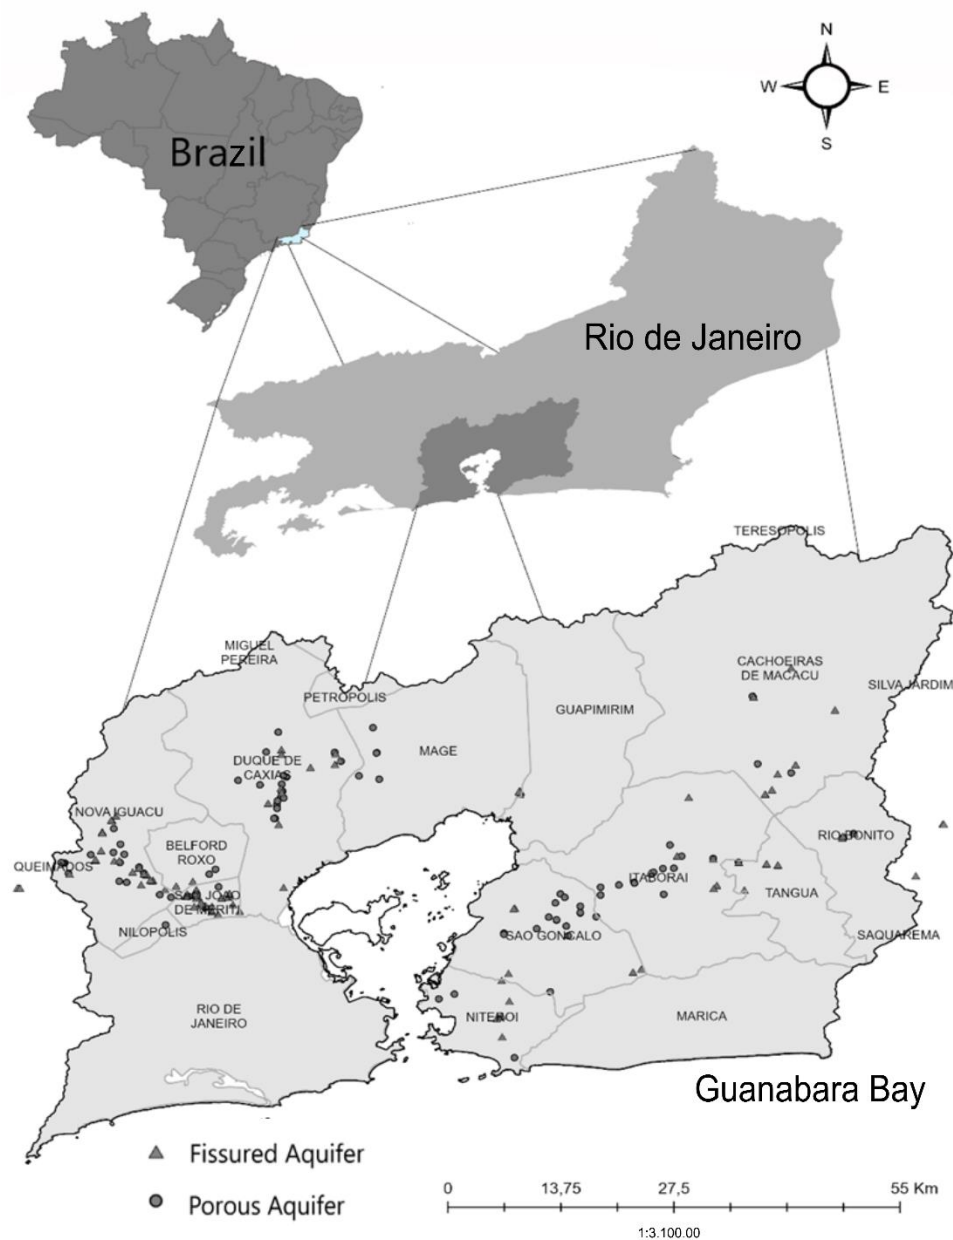 N
W
E
S
Brazil
Rio de Janeiro
TERESOPOLIS
MIGUEL
PEREIRA
PETROPOLIS
CACHOEIRAS
DE MACACU
SILVA JARDIM
GUAPIMIRIM
MAGE
DUQUE DE
CAXIAS
NOVA IGUACU
BELFORD
ROXO
RIO BONITO
QUEIMADOS
ITABORAI
TANGUA
SAO JOAO
DE MERITI
NILOPOLIS
SAO GONCALO
SAQUAREMA
RIO DE
JANEIRO
NITEROI
MARICA
Guanabara Bay
Fissured Aquifer
Porous Aquifer
0
13,75
27,5
55 Km
1:3.100.00